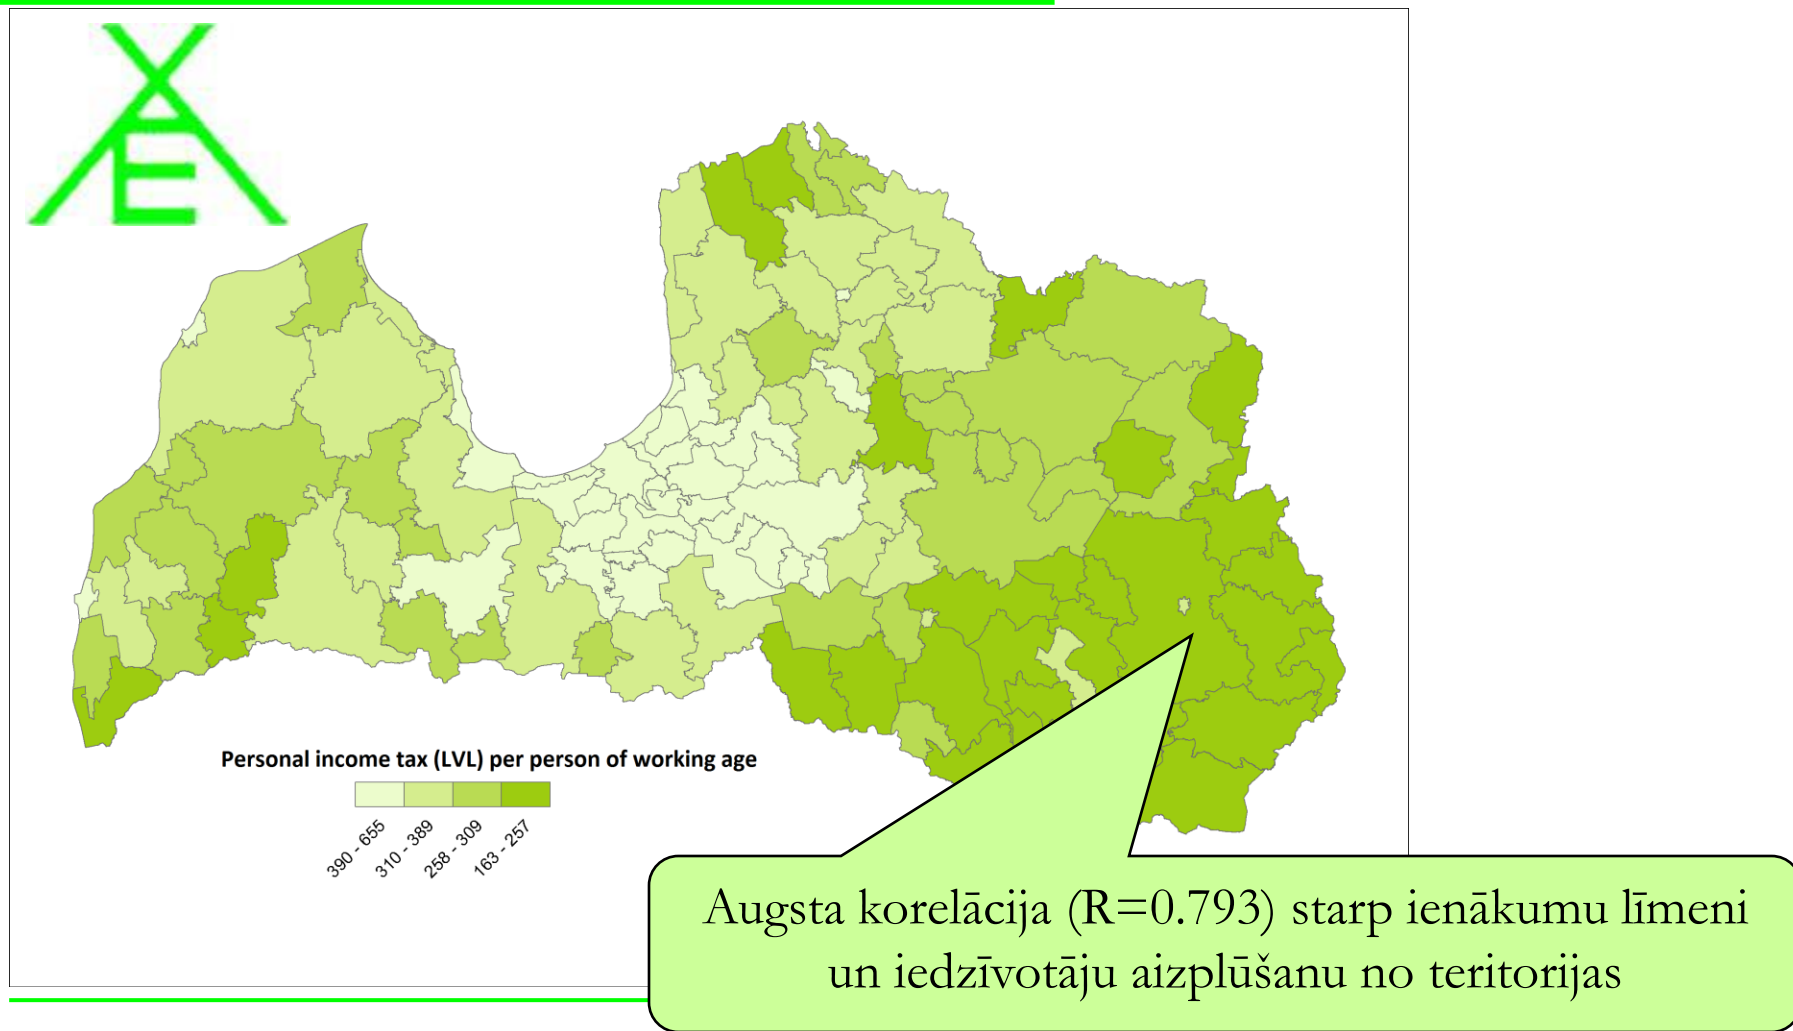 Personal income tax (LVL) per person of working age
390 - 655
310 - 389
258 - 309
163 - 257
Augsta korelācija (R=0.793) starp ienākumu līmeni
un iedzīvotāju aizplūšanu no teritorijas